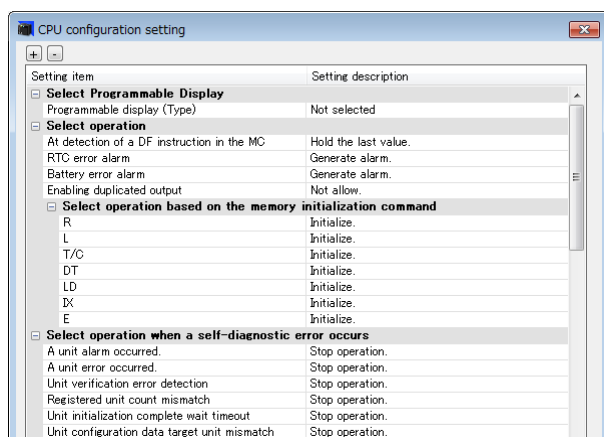 CPU configuration setting
+ -
Setting item Setting description
Select Programmable Display
Programmable display (Type) Not selected
Select operation
At detection of a DF instruction in the MC Hold the last value.
RTC error alarm Generate alarm.
Battery error alarm Generate alarm.
Enabling duplicated output Not allow.
Select operation based on the memory initialization command
R Initialize.
L Initialize.
T/C Initialize.
DT Initialize.
LD Initialize.
IX Initialize.
E Initialize.
Select operation when a self-diagnostic error occurs
A unit alarm occurred. Stop operation.
A unit error occurred. Stop operation.
Unit verification error detection Stop operation.
Registered unit count mismatch Stop operation.
Unit initialization complete wait timeout Stop operation.
Unit configuration data target unit mismatch Stop operation.